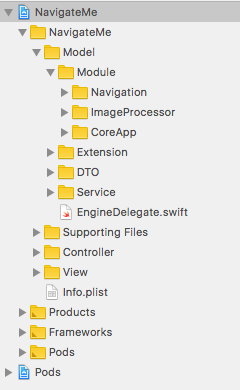 NavigateMe
NavigateMe
Model
Module
Navigation
ImageProcessor
CoreApp
Extension
DTO
Service
EngineDelegate.swift
Supporting Files
Controller
View
Info.plist
Products
Frameworks
Pods
Pods